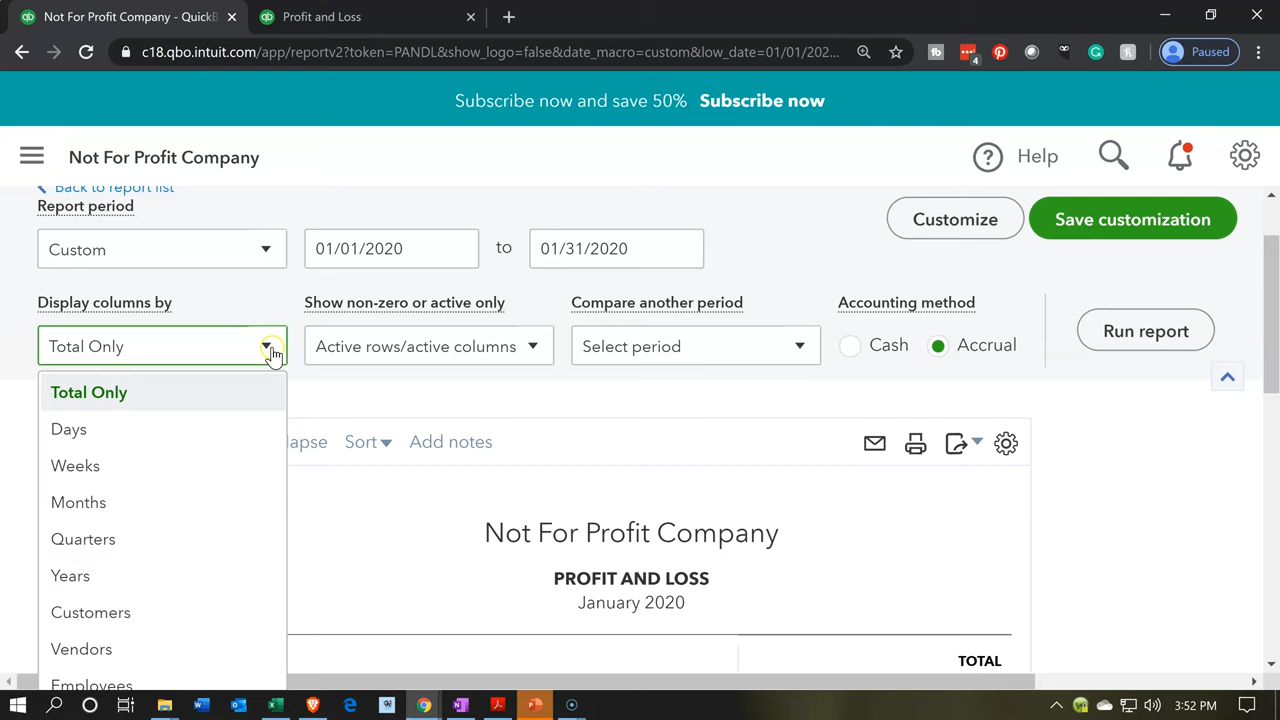 Not For Profit Company - QuickB
Profit and Loss
c18.qbo.intuit.com/app/reportv2?token=PANDL&show_logo=false&date_macro=custom&low_date=01/01/202...
4
Paused
Subscribe now and save 50% Subscribe now
Not For Profit Company
Help
Back to report list
Report period
Customize
Save customization
Custom
01/01/2020
to
01/31/2020
Display columns by
Show non-zero or active only
Compare another period
Accounting method
Total Only
Active rows/active columns
Select period
Cash
Accrual
Run report
Total Only
Days
Weeks
Months
Quarters
Years
Customers
Vendors
Employees
lapse
Sort
Add notes
Not For Profit Company
PROFIT AND LOSS
January 2020
TOTAL
3:52 PM